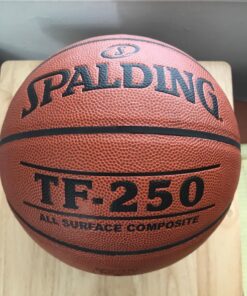 SPALDING
TF-250
ALL SURFACE COMPOSITE